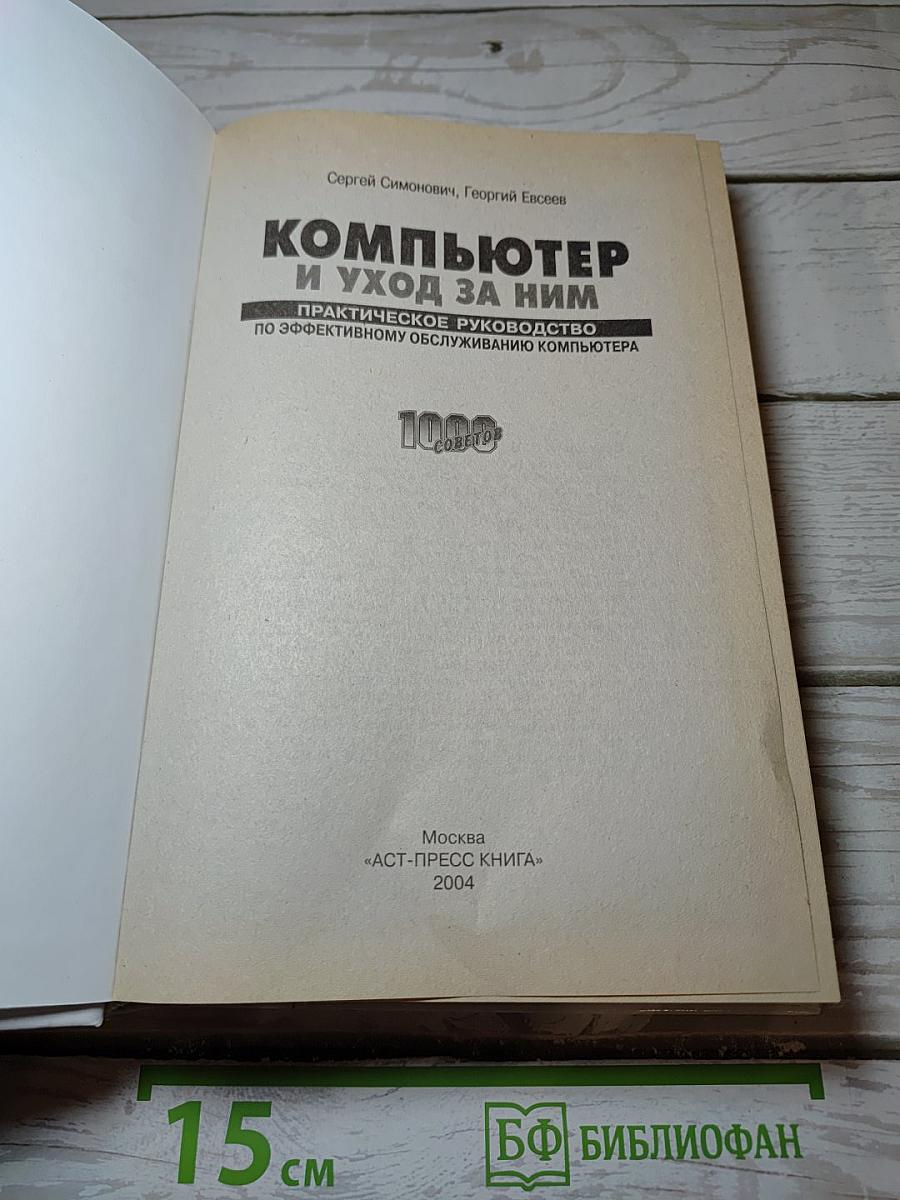 Сергей Симонович, Георгий Евсеев
КОМПЬЮТЕР
И УХОД ЗА НИМ
ПРАКТИЧЕСКОЕ РУКОВОДСТВО
ПО ЭФФЕКТИВНОМУ ОБСЛУЖИВАНИЮ КОМПЬЮТЕРА
1000
СОВЕТОВ
Москва
«АСТ-ПРЕСС КНИГА»
2004
15 см
БФ БИБЛИОФАН